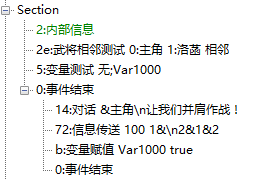 Section
2:内部信息
2e:武将相邻测试 0:主角 1:洛菡 相邻
5:变量测试 无;Var1000
0:事件结束
14:对话 &主角\n让我们并肩作战！
72:信息传送 100 1&\n2&1&2
b:变量赋值 Var1000 true
0:事件结束